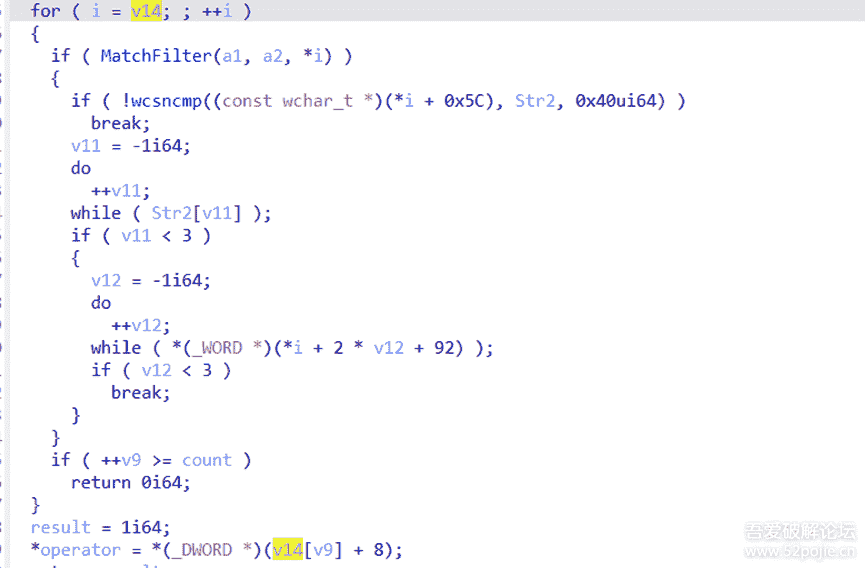 for ( i = v14; ; ++i )
{
if ( MatchFilter(a1, a2, *i) )
{
if ( !wcsncmp((const wchar_t *)(*i + 0x5C), Str2, 0x40ui64) )
break;
v11 = -1i64;
do
++v11;
while ( Str2[v11] );
if ( v11 < 3 )
{
v12 = -1i64;
do
++v12;
while ( *(_WORD *)(*i + 2 * v12 + 92) );
if ( v12 < 3 )
break;
}
}
if ( ++v9 >= count )
return 0i64;
}
result = 1i64;
*operator = *(_DWORD *)(v14[v9] + 8);
吾爱破解论坛
www.52pojie.cn